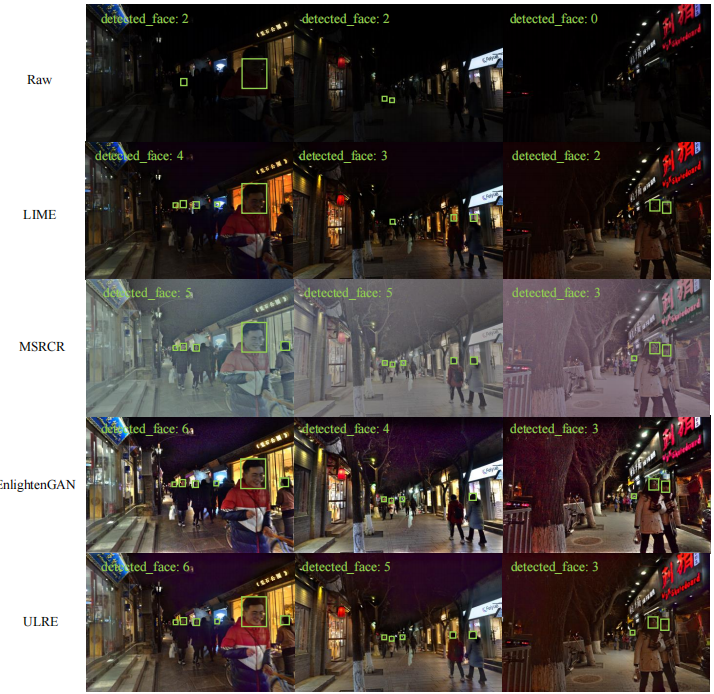 detected_face: 2
detected_face: 2
detected_face: 0
Raw
detected_face: 4
detected_face: 3
detected_face: 2
LIME
detected_face: 5
detected_face: 5
detected_face: 3
MSRCR
detected_face: 6
detected_face: 4
detected_face: 3
EnlightenGAN
detected_face: 6
detected_face: 5
detected_face: 3
ULRE